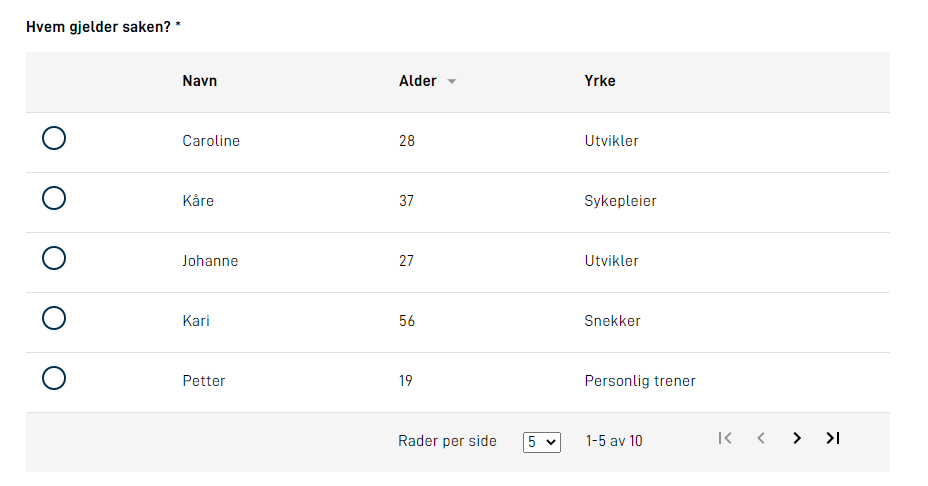 Hvem gjelder saken? *
Navn Alder Yrke
Caroline 28 Utvikler
Kåre 37 Sykepleier
Johanne 27 Utvikler
Kari 56 Snekker
Petter 19 Personlig trener
Rader per side 5 1-5 av 10